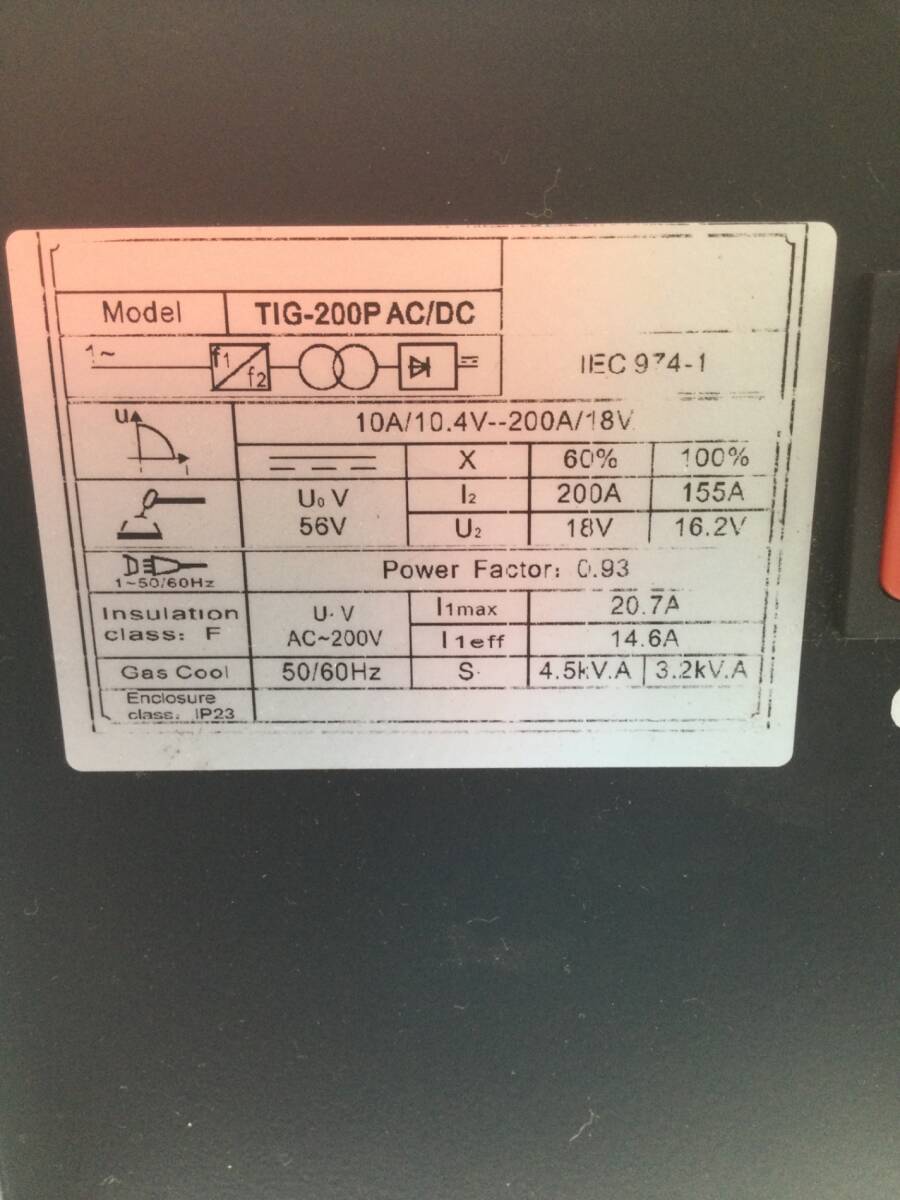 Model TIG-200P AC/DC
1~ f1 f2 IEC 974-1
U 10A/10.4V--200A/18V
I X 60% 100%
U₀ V I₂ 200A 155A
56V U₂ 18V 16.2V
1~50/60Hz Power Factor: 0.93
Insulation class: F U₁ V I1max 20.7A
AC~200V I1eff 14.6A
Gas Cool 50/60Hz S₁ 4.5kV.A 3.2kV.A
Enclosure
class: IP23